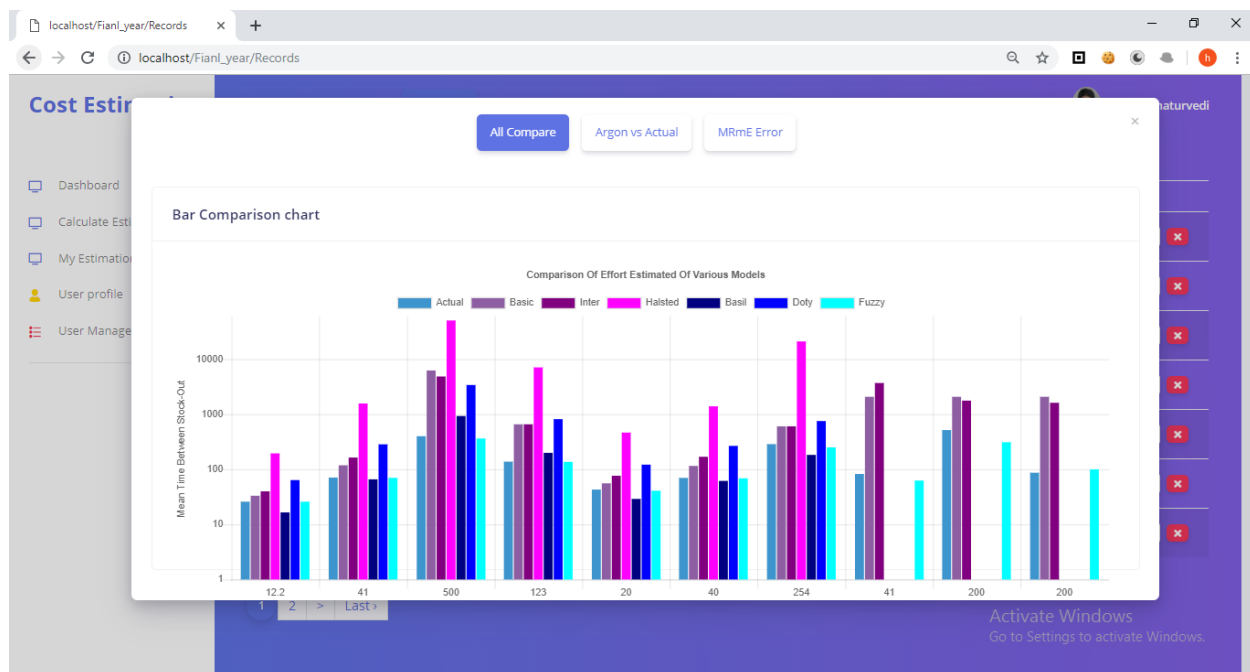 localhost/Fianl_year/Records
localhost/Fianl_year/Records
h
Cost Estim
naturvedi
All Compare Argon vs Actual MRmE Error
×
Dashboard
Calculate Esti
My Estimatio
User profile
User Manage
Bar Comparison chart
Comparison Of Effort Estimated Of Various Models
Actual Basic Inter Halsted Basil Doty Fuzzy
Mean Time Between Stock-Out
10000
1000
100
10
1
12.2 41 500 123 20 40 254 41 200 200
1 2 > Last ›
Activate Windows
Go to Settings to activate Windows.